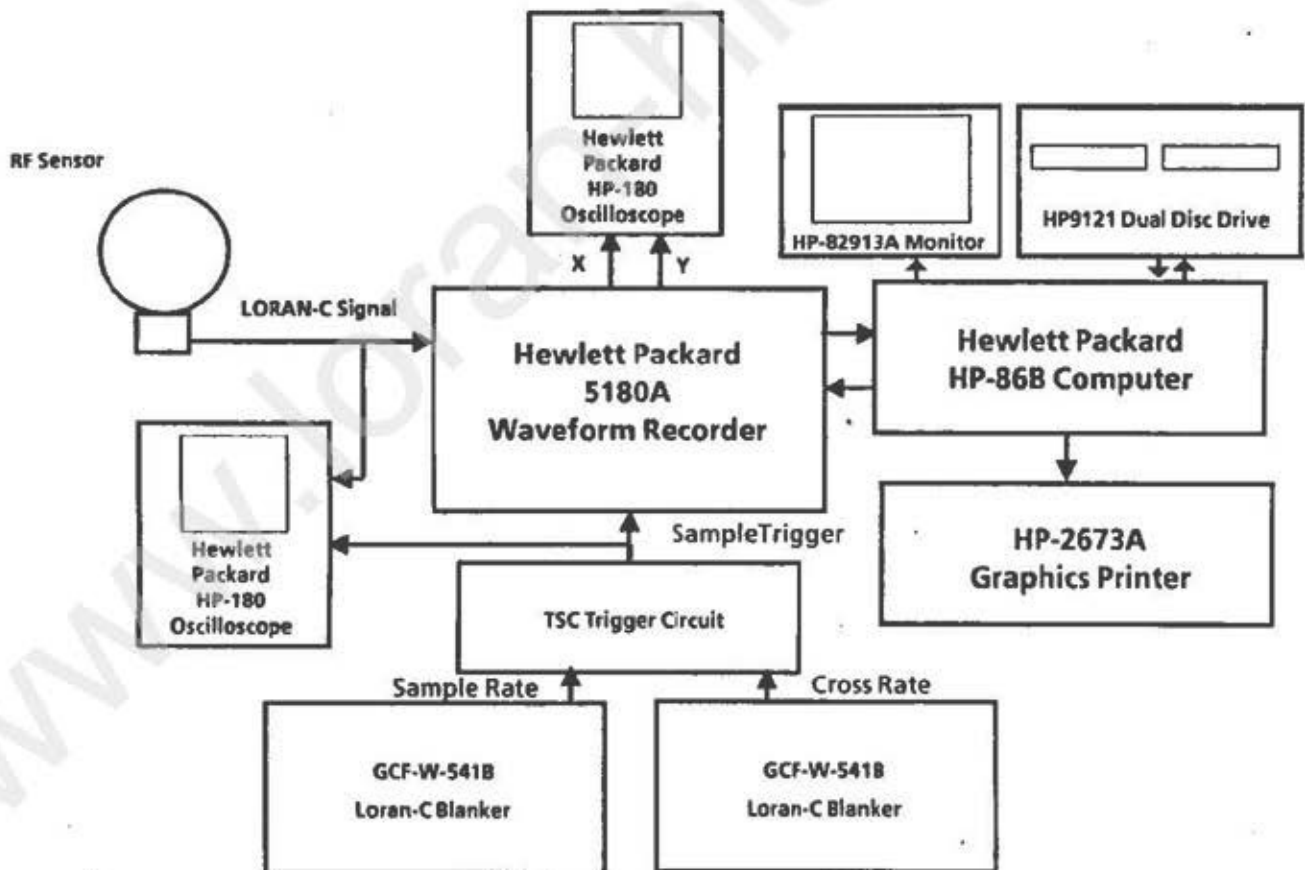 Hewlett
Packard
HP-180
Oscilloscope
RF Sensor
HP-82913A Monitor
HP9121 Dual Disc Drive
X
Y
LORAN-C Signal
Hewlett Packard
5180A
Waveform Recorder
Hewlett Packard
HP-86B Computer
Hewlett
Packard
HP-180
Oscilloscope
SampleTrigger
HP-2673A
Graphics Printer
TSC Trigger Circuit
Sample Rate
Cross Rate
GCF-W-541B
Loran-C Blanker
GCF-W-541B
Loran-C Blanker